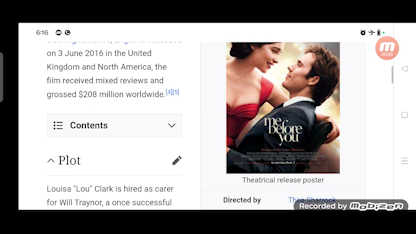 6:16
on 3 June 2016 in the United
Kingdom and North America, the
film received mixed reviews and
grossed $208 million worldwide.[4][5]
Contents
Plot
Louisa "Lou" Clark is hired as carer
for Will Traynor, a once successful
me
before
you
Theatrical release poster
Directed by
Recorded by Mobizen